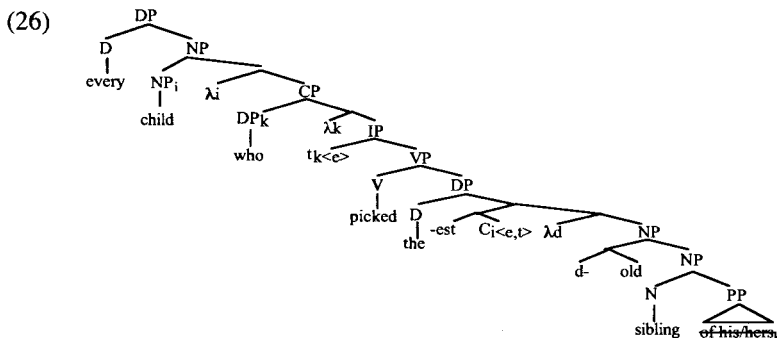 (26) DP
D NP
every NPi λi CP
child DPk λk IP
who tk<e> VP
V DP
picked D -est Ci<e,t> λd NP
the d- old NP
N PP
sibling of his/hers